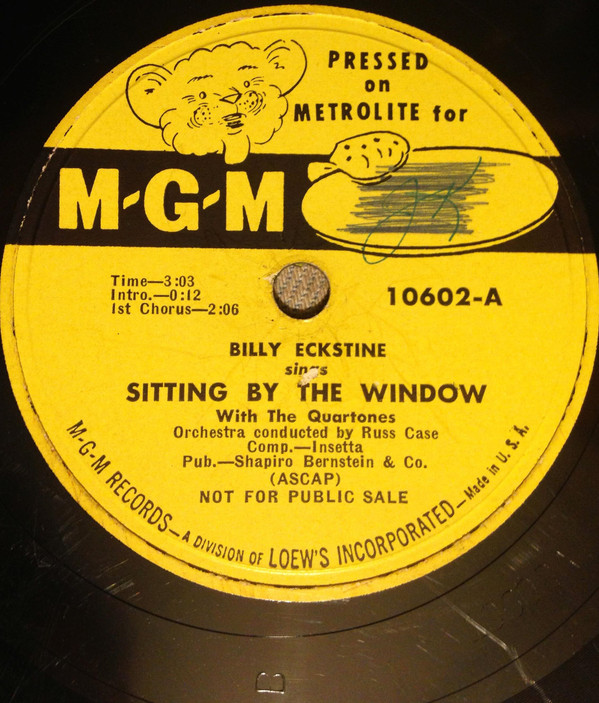 PRESSED
on
METROLITE for
M-G-M
Time—3:03
Intro.—0:12
1st Chorus—2:06
10602-A
BILLY ECKSTINE
sings
SITTING BY THE WINDOW
With The Quartones
Orchestra conducted by Russ Case
Comp.—Insetta
Pub.—Shapiro Bernstein & Co.
(ASCAP)
NOT FOR PUBLIC SALE
M-G-M RECORDS—A DIVISION OF LOEW'S INCORPORATED—Made in U. S. A.
B